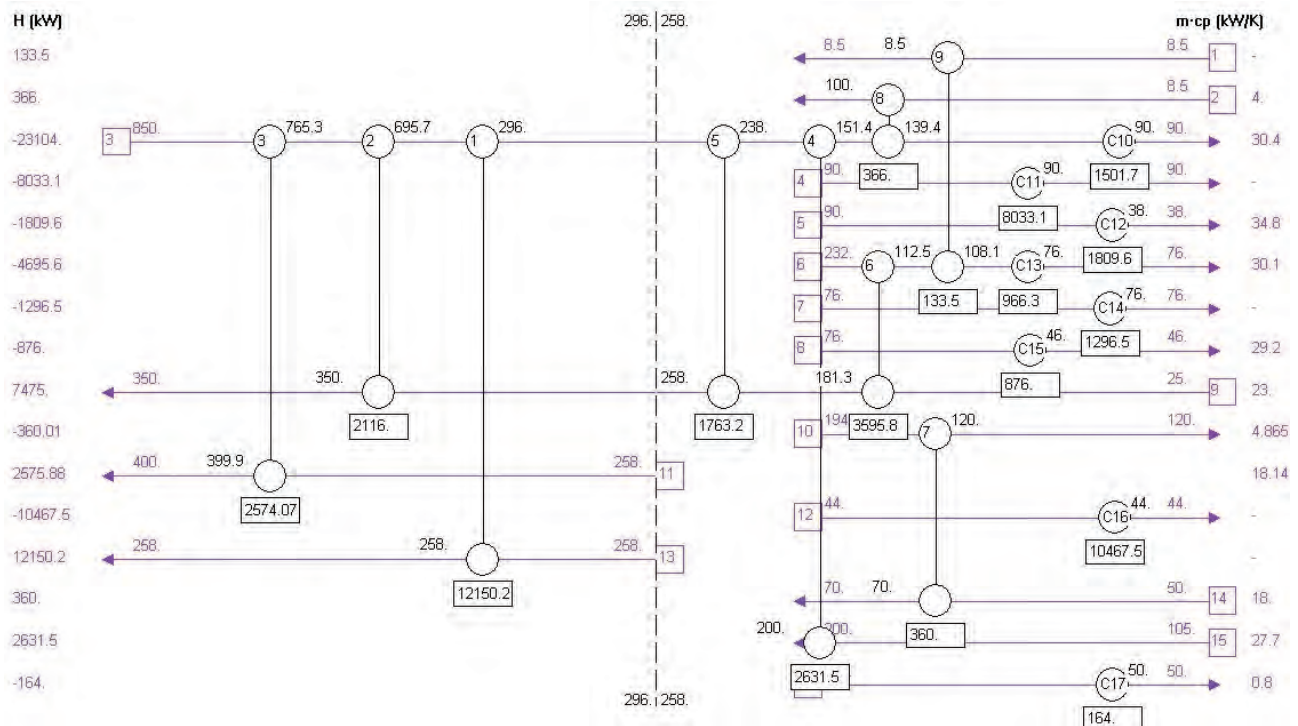 H (kW) 296. 258. m·cp (kW/K)
133.5 8.5 8.5 9 8.5 1 -
366. 100. 8 8.5 2 4.
-23104. 3 850. 3 765.3 2 695.7 1 296. 5 238. 4 151.4 139.4 C10 90. 90. 30.4
366. 1501.7
-8033.1 4 90. C11 90. 90. -
8033.1
-1809.6 5 90. C12 38. 38. 34.8
1809.6
-4695.6 6 232. 6 112.5 108.1 C13 76. 76. 30.1
133.5 966.3
-1296.5 7 76. C14 76. 76. -
1296.5
-876. 8 76. C15 46. 46. 29.2
876.
7475. 350. 350. 258. 181.3 25. 9 23.
2116. 1763.2 3595.8
-360.01 10 194 7 120. 120. 4.865
2575.88 400. 399.9 258. 11 18.14
2574.07
-10467.5 12 44. C16 44. 44. -
10467.5
12150.2 258. 258. 258. 13 -
12150.2
360. 70. 70. 50. 14 18.
360.
2631.5 200. 200. 105. 15 27.7
2631.5
-164. C17 50. 50. 0.8
164.
296. 258.